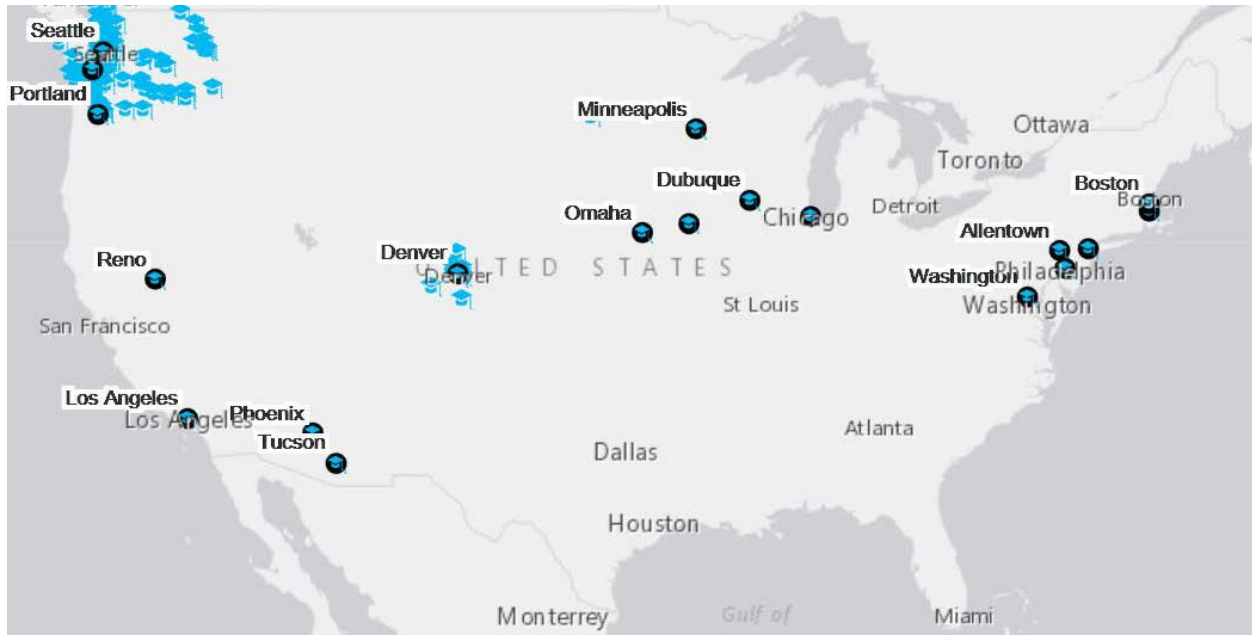 Seattle
Seattle
Portland
Minneapolis
Ottawa
Toronto
Dubuque
Boston
Boston
Chicago
Detroit
Omaha
Allentown
Denver
Denver
Reno
UNITED STATES
Philadelphia
Washington
Washington
St Louis
San Francisco
Los Angeles
Los Angeles
Phoenix
Tucson
Atlanta
Dallas
Houston
Monterrey
Gulf of
Miami